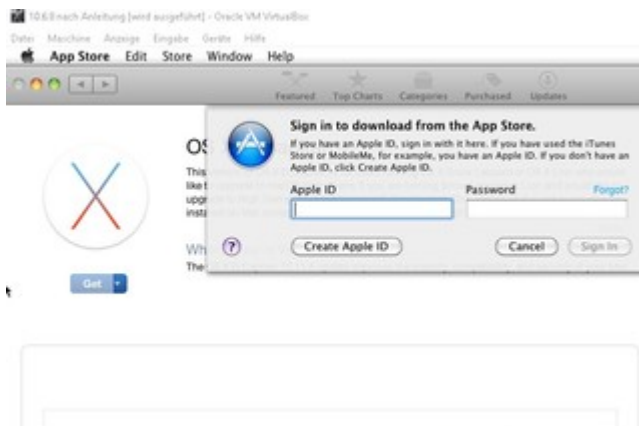 10.6.8 nach Anleitung [wird ausgeführt] - Oracle VM VirtualBox
Datei Maschine Anzeige Eingabe Geräte Hilfe
App Store Edit Store Window Help
Featured Top Charts Categories Purchased Updates
Sign in to download from the App Store.
If you have an Apple ID, sign in with it here. If you have used the iTunes
Store or MobileMe, for example, you have an Apple ID. If you don't have an
Apple ID, click Create Apple ID.
Apple ID Password Forgot?
? Create Apple ID Cancel Sign In
OS
This
like
upgr
insta
Wh
The
Get